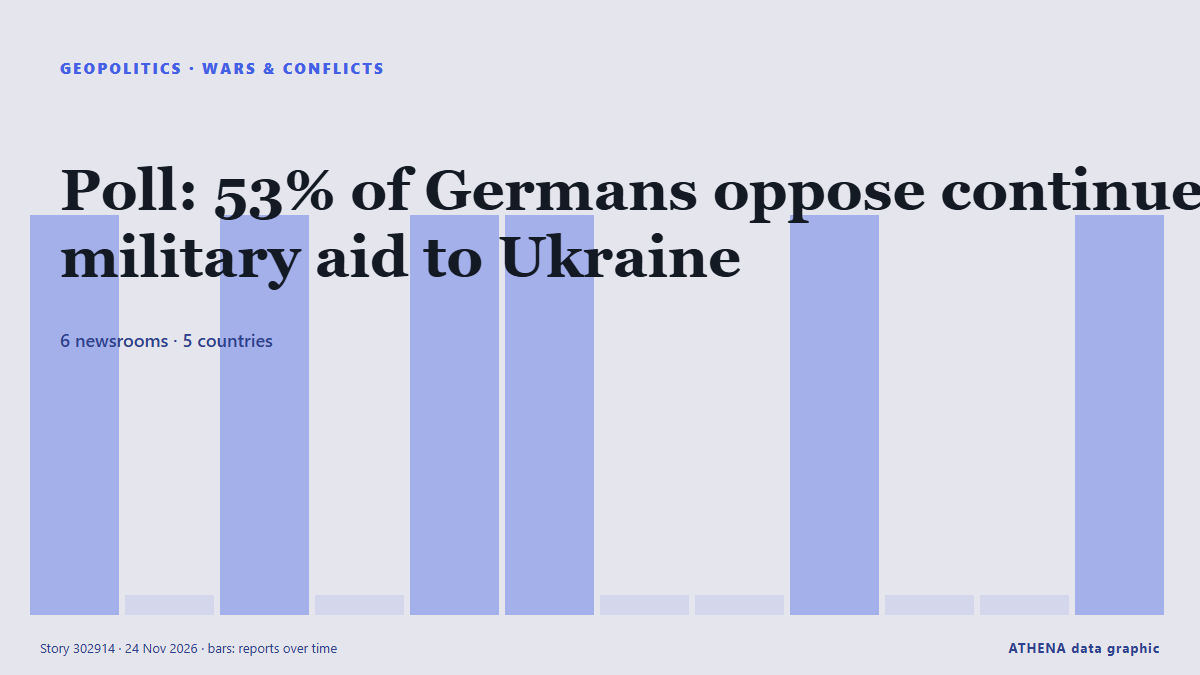 GEOPOLITICS · WARS & CONFLICTS
Poll: 53% of Germans oppose continue
military aid to Ukraine
6 newsrooms · 5 countries
Story 302914 · 24 Nov 2026 · bars: reports over time
ATHENA data graphic